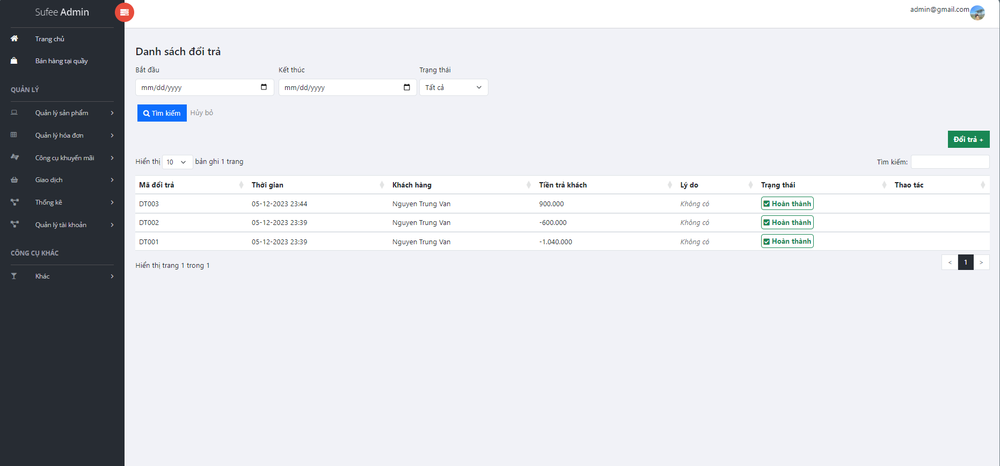 Sufee Admin
admin@gmail.com
Trang chủ
Bán hàng tại quầy
QUẢN LÝ
Quản lý sản phẩm
Quản lý hóa đơn
Công cụ khuyến mãi
Giao dịch
Thống kê
Quản lý tài khoản
CÔNG CỤ KHÁC
Khác
Danh sách đổi trả
Bắt đầu Kết thúc Trạng thái
mm/dd/yyyy mm/dd/yyyy Tất cả
Tìm kiếm Hủy bỏ
Đổi trả +
Hiển thị 10 bản ghi 1 trang Tìm kiếm:
Mã đổi trả Thời gian Khách hàng Tiền trả khách Lý do Trạng thái Thao tác
DT003 05-12-2023 23:44 Nguyen Trung Van 900.000 Không có Hoàn thành
DT002 05-12-2023 23:39 Nguyen Trung Van -600.000 Không có Hoàn thành
DT001 05-12-2023 23:39 Nguyen Trung Van -1.040.000 Không có Hoàn thành
Hiển thị trang 1 trong 1 < 1 >